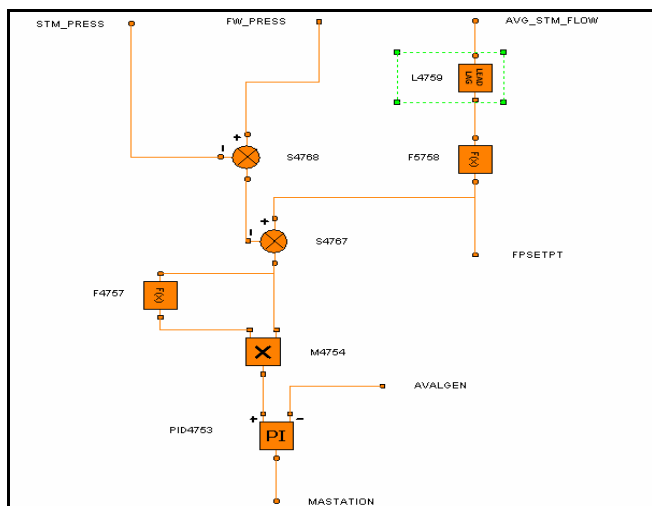 STM_PRESS
FW_PRESS
AVG_STM_FLOW
L4759
LEAD
LAG
+
-
S4768
F5758
F(X)
+
-
S4767
FPSETPT
F4757
F(X)
X
M4754
AVALGEN
PID4753
+
-
PI
MASTATION